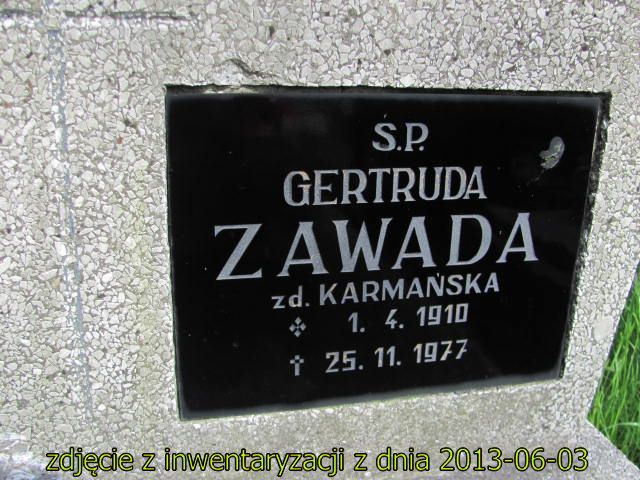 S.P.
GERTRUDA
ZAWADA
zd. KARMAŃSKA
1. 4. 1910
† 25. 11. 1977
zdjęcie z inwentaryzacji z dnia 2013-06-03